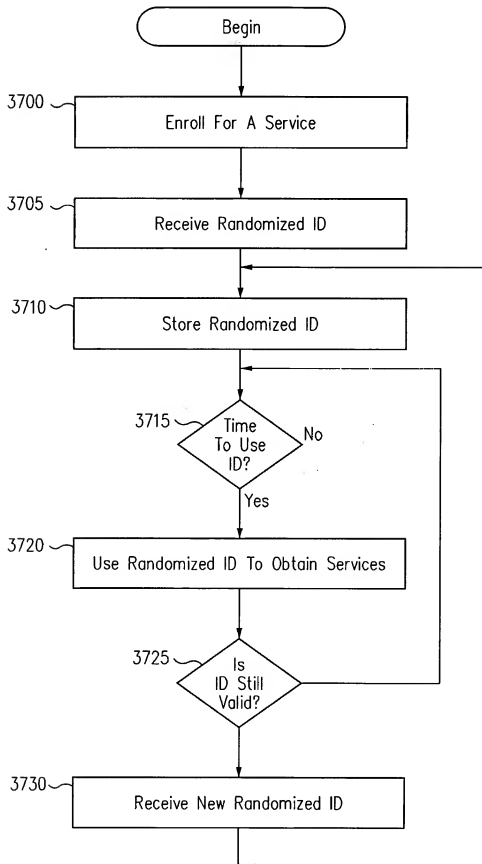 Begin
3700
Enroll For A Service
3705
Receive Randomized ID
3710
Store Randomized ID
3715
Time
To Use
ID?
No
Yes
3720
Use Randomized ID To Obtain Services
3725
Is
ID Still
Valid?
3730
Receive New Randomized ID